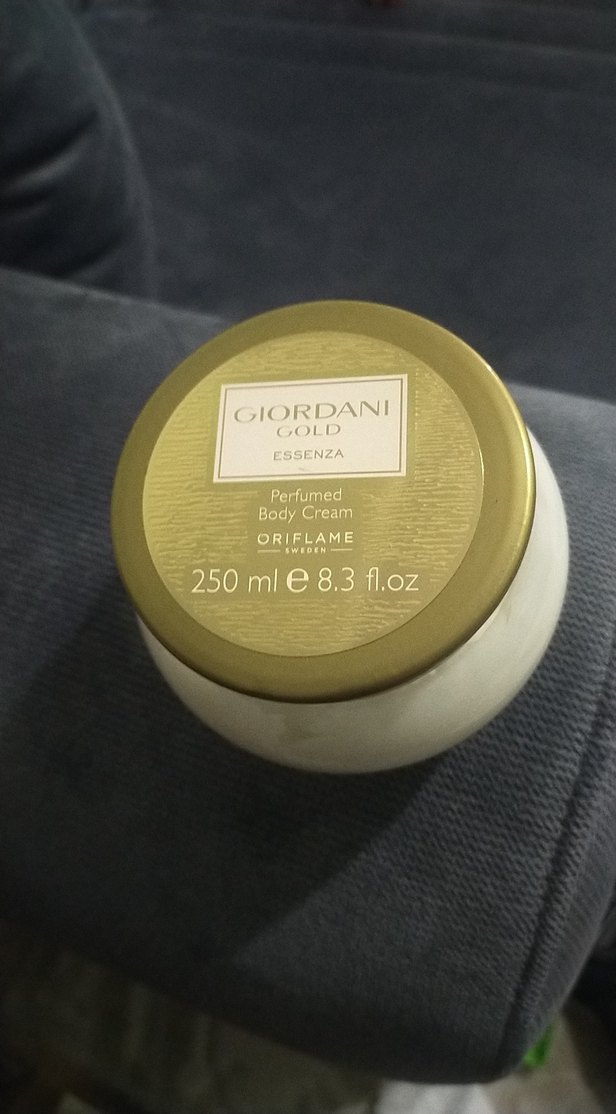 GIORDANI
GOLD
ESSENZA
Perfumed
Body Cream
ORIFLAME
SWEDEN
250 ml e 8.3 fl.oz